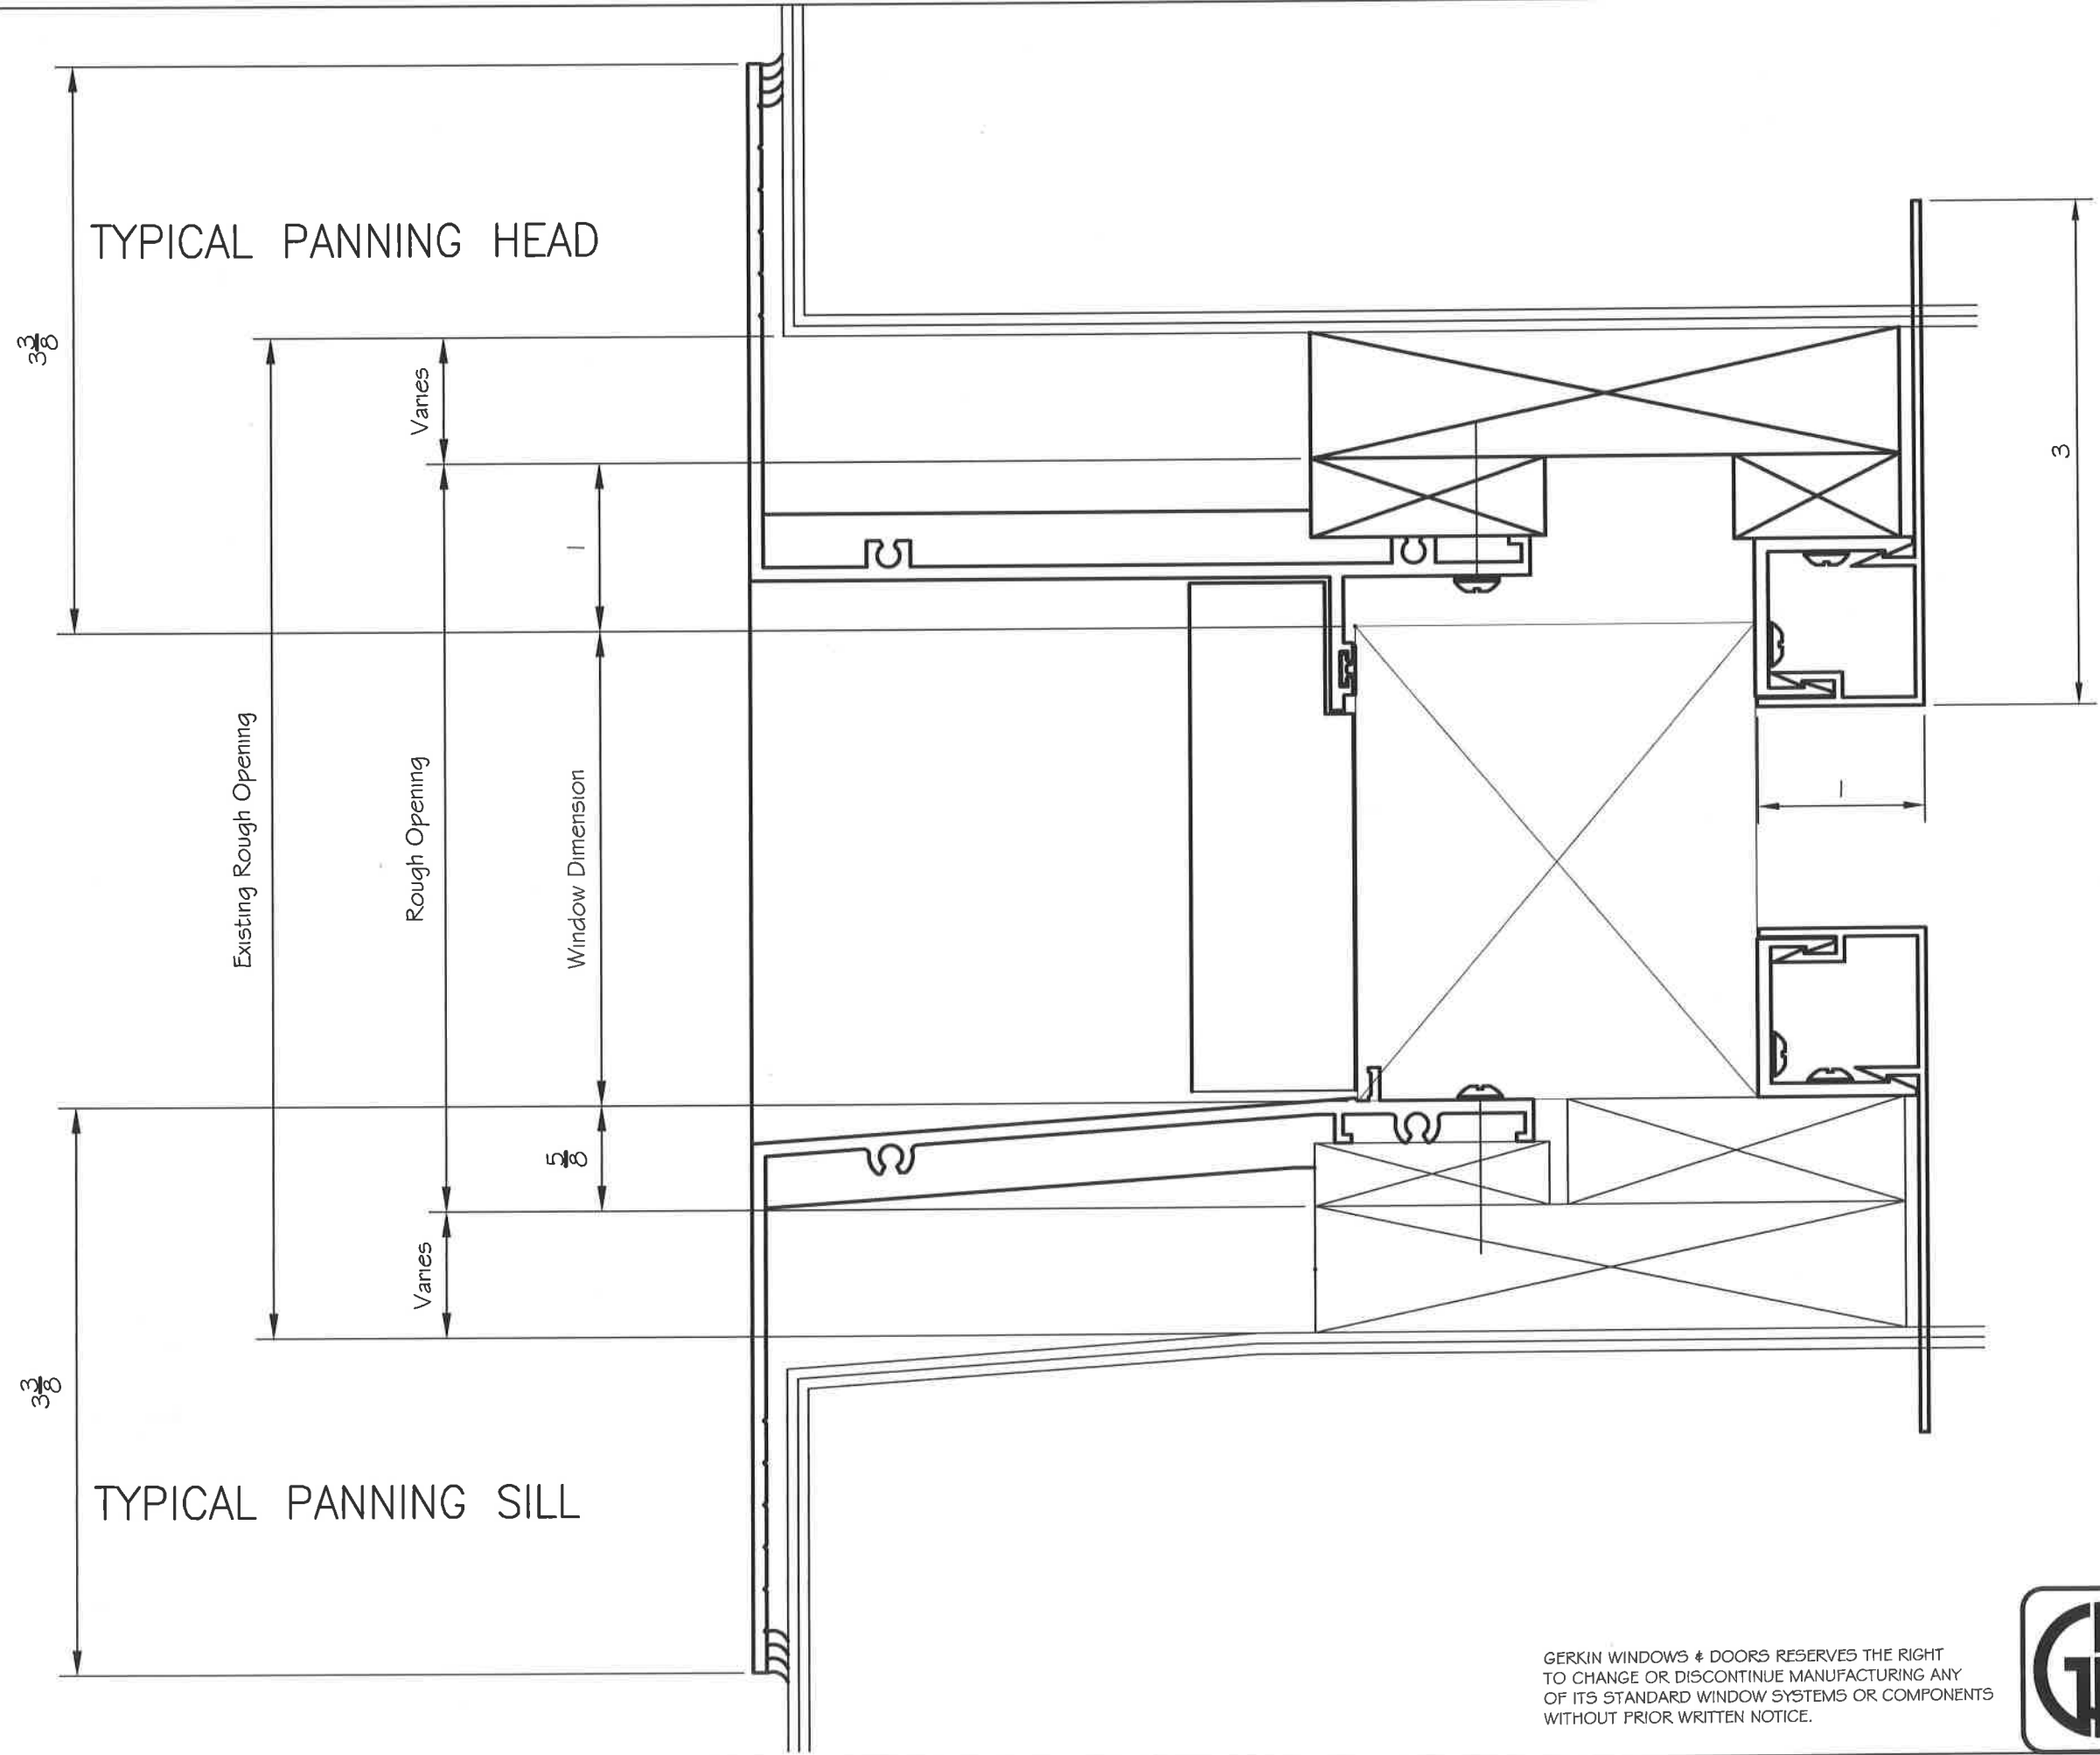 TYPICAL PANNING HEAD
3 3/8
Varies
1
3
Existing Rough Opening
Rough Opening
Window Dimension
1
5/8
Varies
3 3/8
TYPICAL PANNING SILL
GERKIN WINDOWS & DOORS RESERVES THE RIGHT
TO CHANGE OR DISCONTINUE MANUFACTURING ANY
OF ITS STANDARD WINDOW SYSTEMS OR COMPONENTS
WITHOUT PRIOR WRITTEN NOTICE.